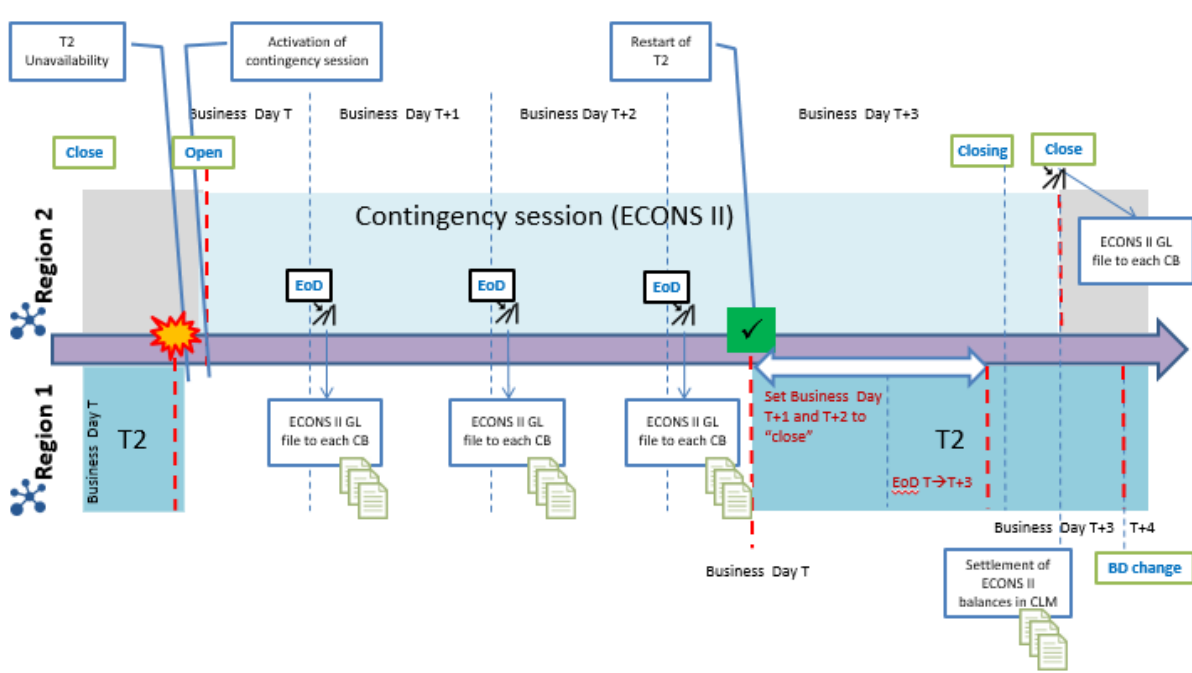 T2
Unavailability
Activation of
contingency session
Restart of
T2
Business Day T
Business Day T+1
Business Day T+2
Business Day T+3
Close
Open
Closing
Close
Region 2
Contingency session (ECONS II)
ECONS II GL
file to each CB
EoD
EoD
EoD
✓
Region 1
Business Day T
T2
ECONS II GL
file to each CB
ECONS II GL
file to each CB
ECONS II GL
file to each CB
Set Business Day
T+1 and T+2 to
“close”
T2
EoD T→T+3
Business Day T+3
T+4
Business Day T
Settlement of
ECONS II
balances in CLM
BD change